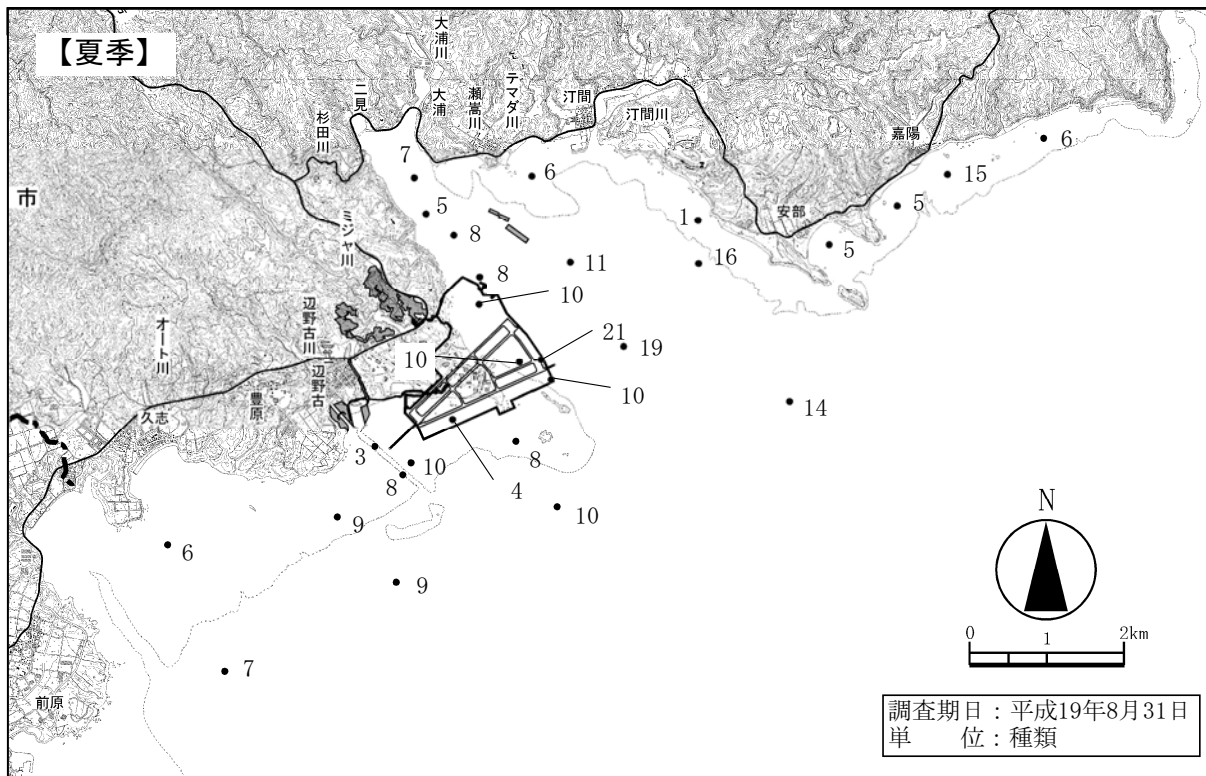 【夏季】
大浦川
大浦
瀬嵩川
テマダ川
汀間
汀間川
二見
杉田川
嘉陽
安部
市
ミジャ川
辺野古川
辺野古
オート川
豊原
久志
前原
7
6
6
15
5
5
5
1
8
16
11
8
10
21
19
10
10
14
3
8
10
8
4
10
9
6
9
7
N
0 1 2km
調査期日：平成19年8月31日
単　　位：種類